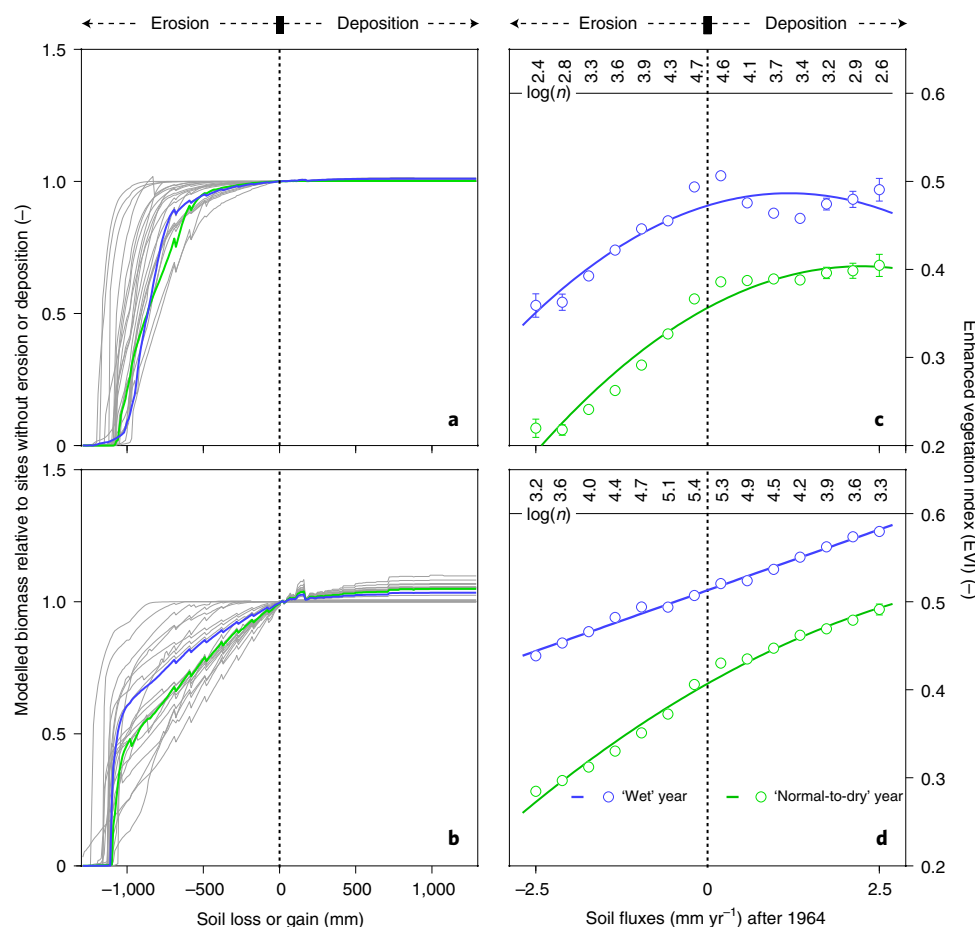 Erosion Deposition Erosion Deposition
1.5
1.0
0.5
0
a
2.4 2.8 3.3 3.6 3.9 4.3 4.7 4.6 4.1 3.7 3.4 3.2 2.9 2.6
log(n)
0.6
0.5
0.4
0.3
0.2
c
Modelled biomass relative to sites without erosion or deposition (–)
Enhanced vegetation index (EVI) (–)
1.5
1.0
0.5
0
b
–1,000 –500 0 500 1,000
Soil loss or gain (mm)
3.2 3.6 4.0 4.4 4.7 5.1 5.4 5.3 4.9 4.5 4.2 3.9 3.6 3.3
log(n)
0.6
0.5
0.4
0.3
0.2
'Wet' year 'Normal-to-dry' year
d
–2.5 0 2.5
Soil fluxes (mm yr⁻¹) after 1964